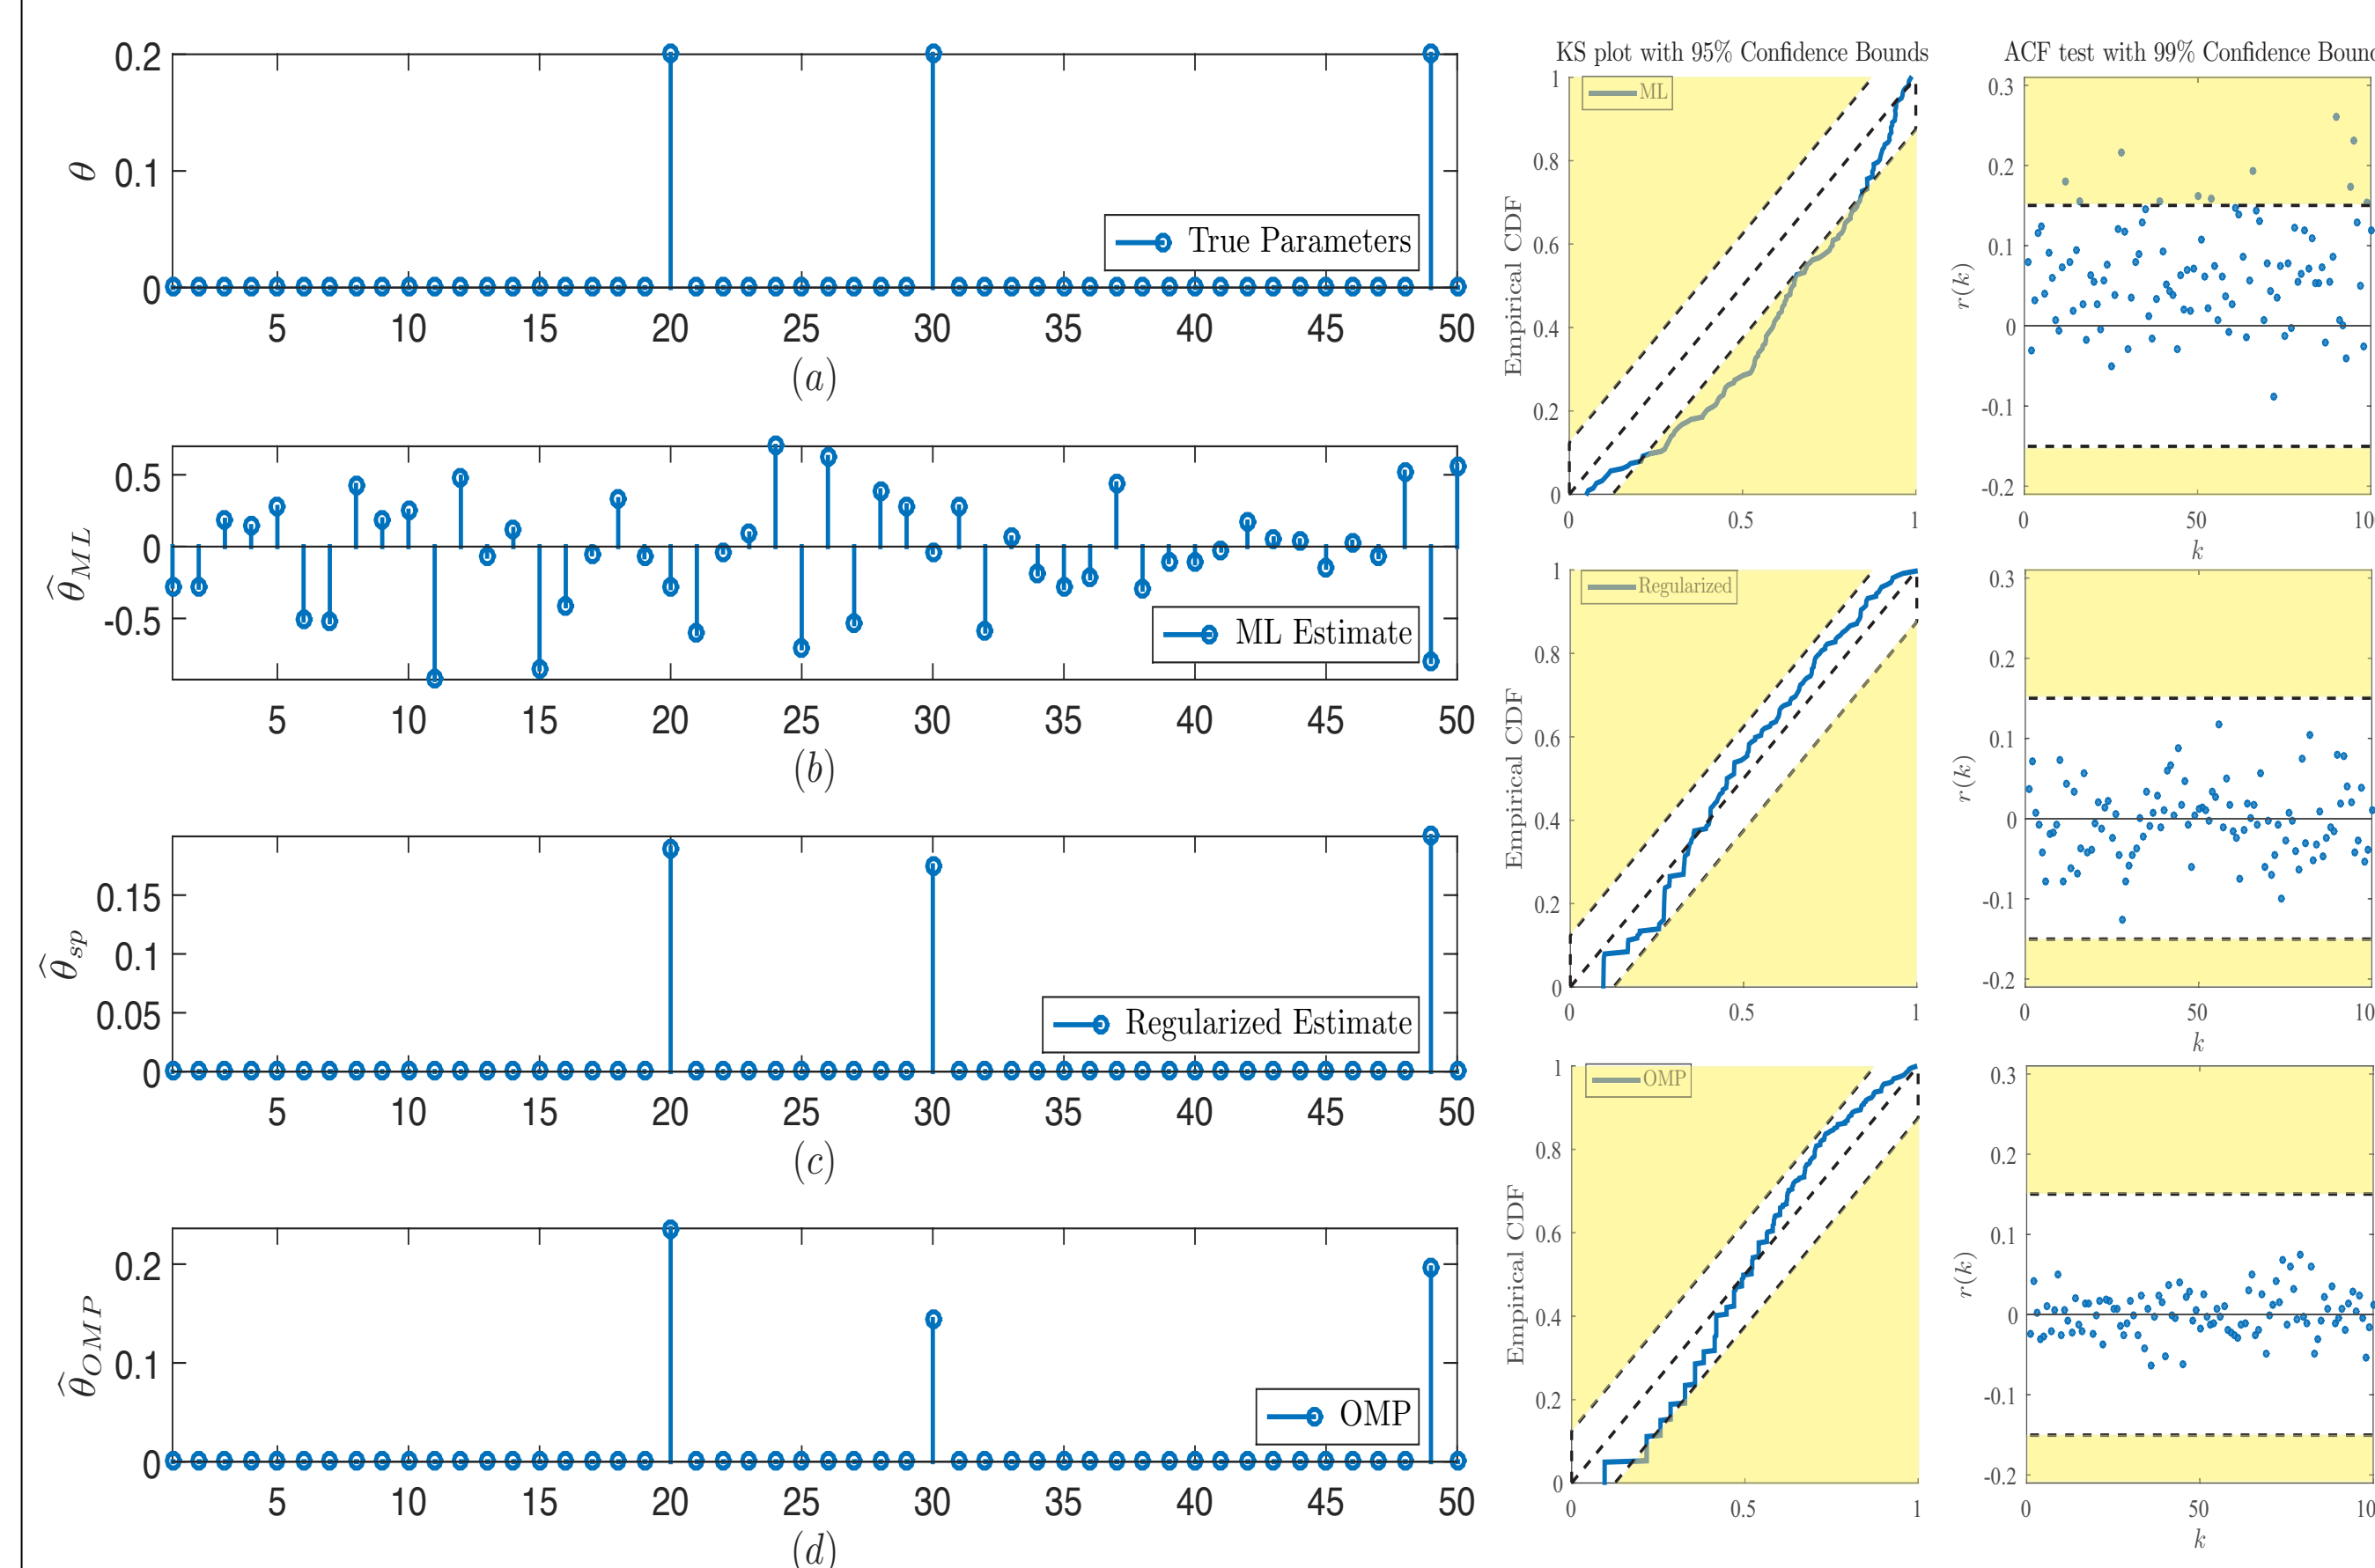 0.2
0.1
0
θ
True Parameters
5 10 15 20 25 30 35 40 45 50
(a)
0.5
0
-0.5
θ̂_ML
ML Estimate
5 10 15 20 25 30 35 40 45 50
(b)
0.15
0.1
0.05
0
θ̂_sp
Regularized Estimate
5 10 15 20 25 30 35 40 45 50
(c)
0.2
0.1
0
θ̂_OMP
OMP
5 10 15 20 25 30 35 40 45 50
(d)
KS plot with 95% Confidence Bounds
ML
1
0.8
0.6
0.4
0.2
0
Empirical CDF
0 0.5 1
ACF test with 99% Confidence Boun
0.3
0.2
0.1
0
-0.1
-0.2
r(k)
0 50 10
k
Regularized
1
0.8
0.6
0.4
0.2
0
Empirical CDF
0 0.5 1
0.3
0.2
0.1
0
-0.1
-0.2
r(k)
0 50 10
k
OMP
1
0.8
0.6
0.4
0.2
0
Empirical CDF
0 0.5 1
0.3
0.2
0.1
0
-0.1
-0.2
r(k)
0 50 10
k